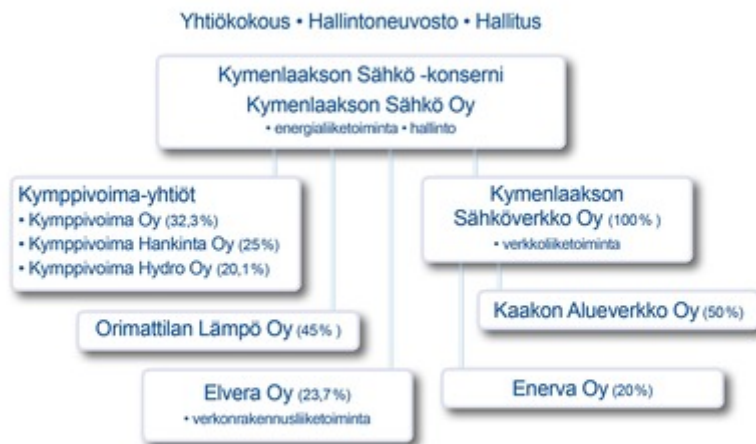 Yhtiökokous • Hallintoneuvosto • Hallitus
Kymenlaakson Sähkö -konserni
Kymenlaakson Sähkö Oy
• energialiiketoiminta • hallinto
Kymppivoima-yhtiöt
• Kymppivoima Oy (32,3%)
• Kymppivoima Hankinta Oy (25%)
• Kymppivoima Hydro Oy (20,1%)
Kymenlaakson
Sähköverkko Oy (100% )
• verkkoliiketoiminta
Kaakon Alueverkko Oy (50%)
Orimattilan Lämpö Oy (45% )
Elvera Oy (23,7%)
• verkonrakennusliiketoiminta
Enerva Oy (20%)